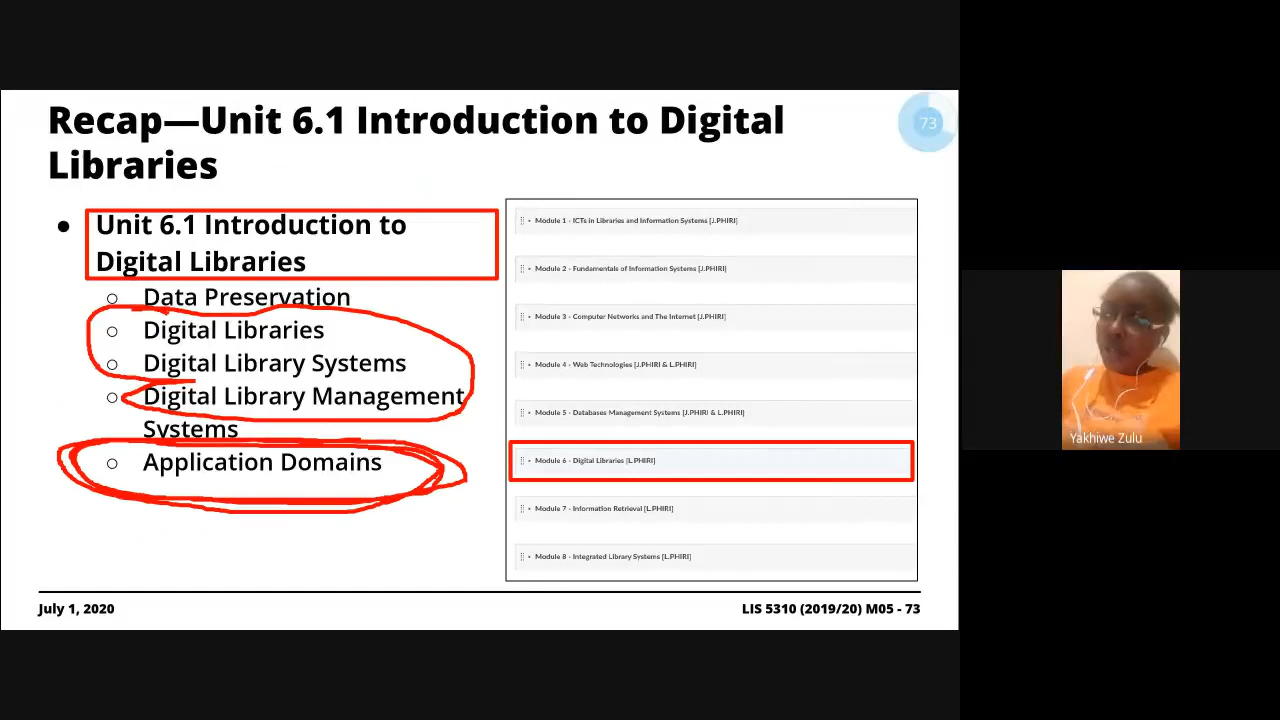 Recap—Unit 6.1 Introduction to Digital
Libraries
73
● Unit 6.1 Introduction to
Digital Libraries
○ Data Preservation
○ Digital Libraries
○ Digital Library Systems
○ Digital Library Management
Systems
○ Application Domains
Module 1 - ICTs in Libraries and Information Systems [J.PHIRI]
Module 2 - Fundamentals of Information Systems [J.PHIRI]
Module 3 - Computer Networks and The Internet [J.PHIRI]
Module 4 - Web Technologies [J.PHIRI & L.PHIRI]
Module 5 - Databases Management Systems [J.PHIRI & L.PHIRI]
Module 6 - Digital Libraries [L.PHIRI]
Module 7 - Information Retrieval [L.PHIRI]
Module 8 - Integrated Library Systems [L.PHIRI]
July 1, 2020
LIS 5310 (2019/20) M05 - 73
Yakhiwe Zulu